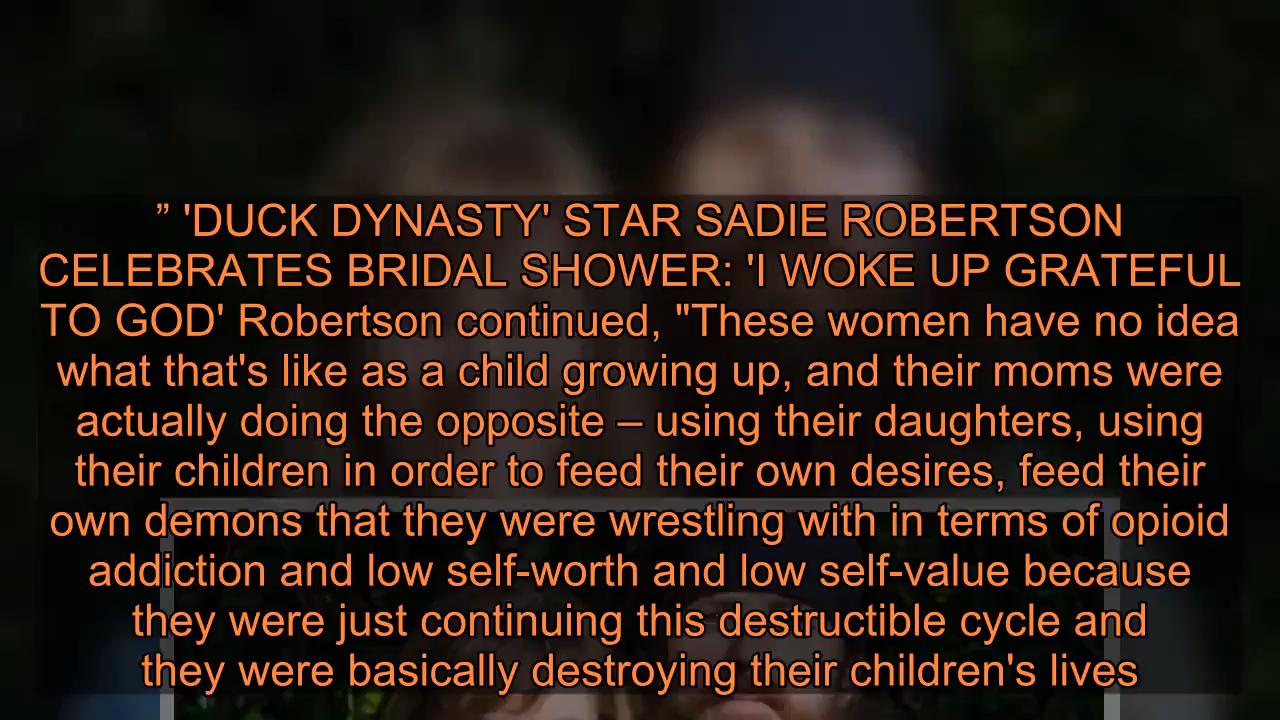 ” 'DUCK DYNASTY' STAR SADIE ROBERTSON
CELEBRATES BRIDAL SHOWER: 'I WOKE UP GRATEFUL
TO GOD' Robertson continued, "These women have no idea
what that's like as a child growing up, and their moms were
actually doing the opposite – using their daughters, using
their children in order to feed their own desires, feed their
own demons that they were wrestling with in terms of opioid
addiction and low self-worth and low self-value because
they were just continuing this destructible cycle and
they were basically destroying their children's lives